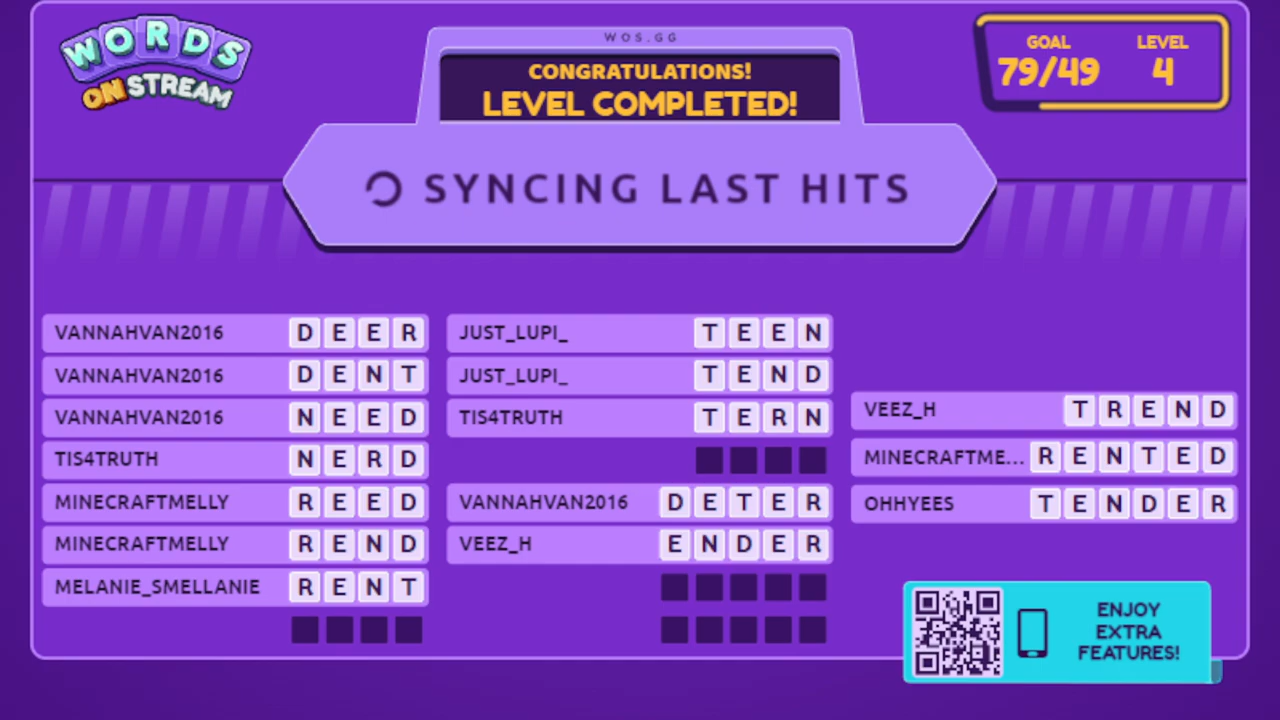 WORDS
ON STREAM
WOS.GG
CONGRATULATIONS!
LEVEL COMPLETED!
GOAL LEVEL
79/49 4
SYNCING LAST HITS
VANNAHVAN2016 DEER
VANNAHVAN2016 DENT
VANNAHVAN2016 NEED
TIS4TRUTH NERD
MINECRAFTMELLY REED
MINECRAFTMELLY REND
MELANIE_SMELLANIE RENT
JUST_LUPI_ TEEN
JUST_LUPI_ TEND
TIS4TRUTH TERN
VANNAHVAN2016 DETER
VEEZ_H ENDER
VEEZ_H TREND
MINECRAFTME... RENTED
OHHYEES TENDER
ENJOY
EXTRA
FEATURES!